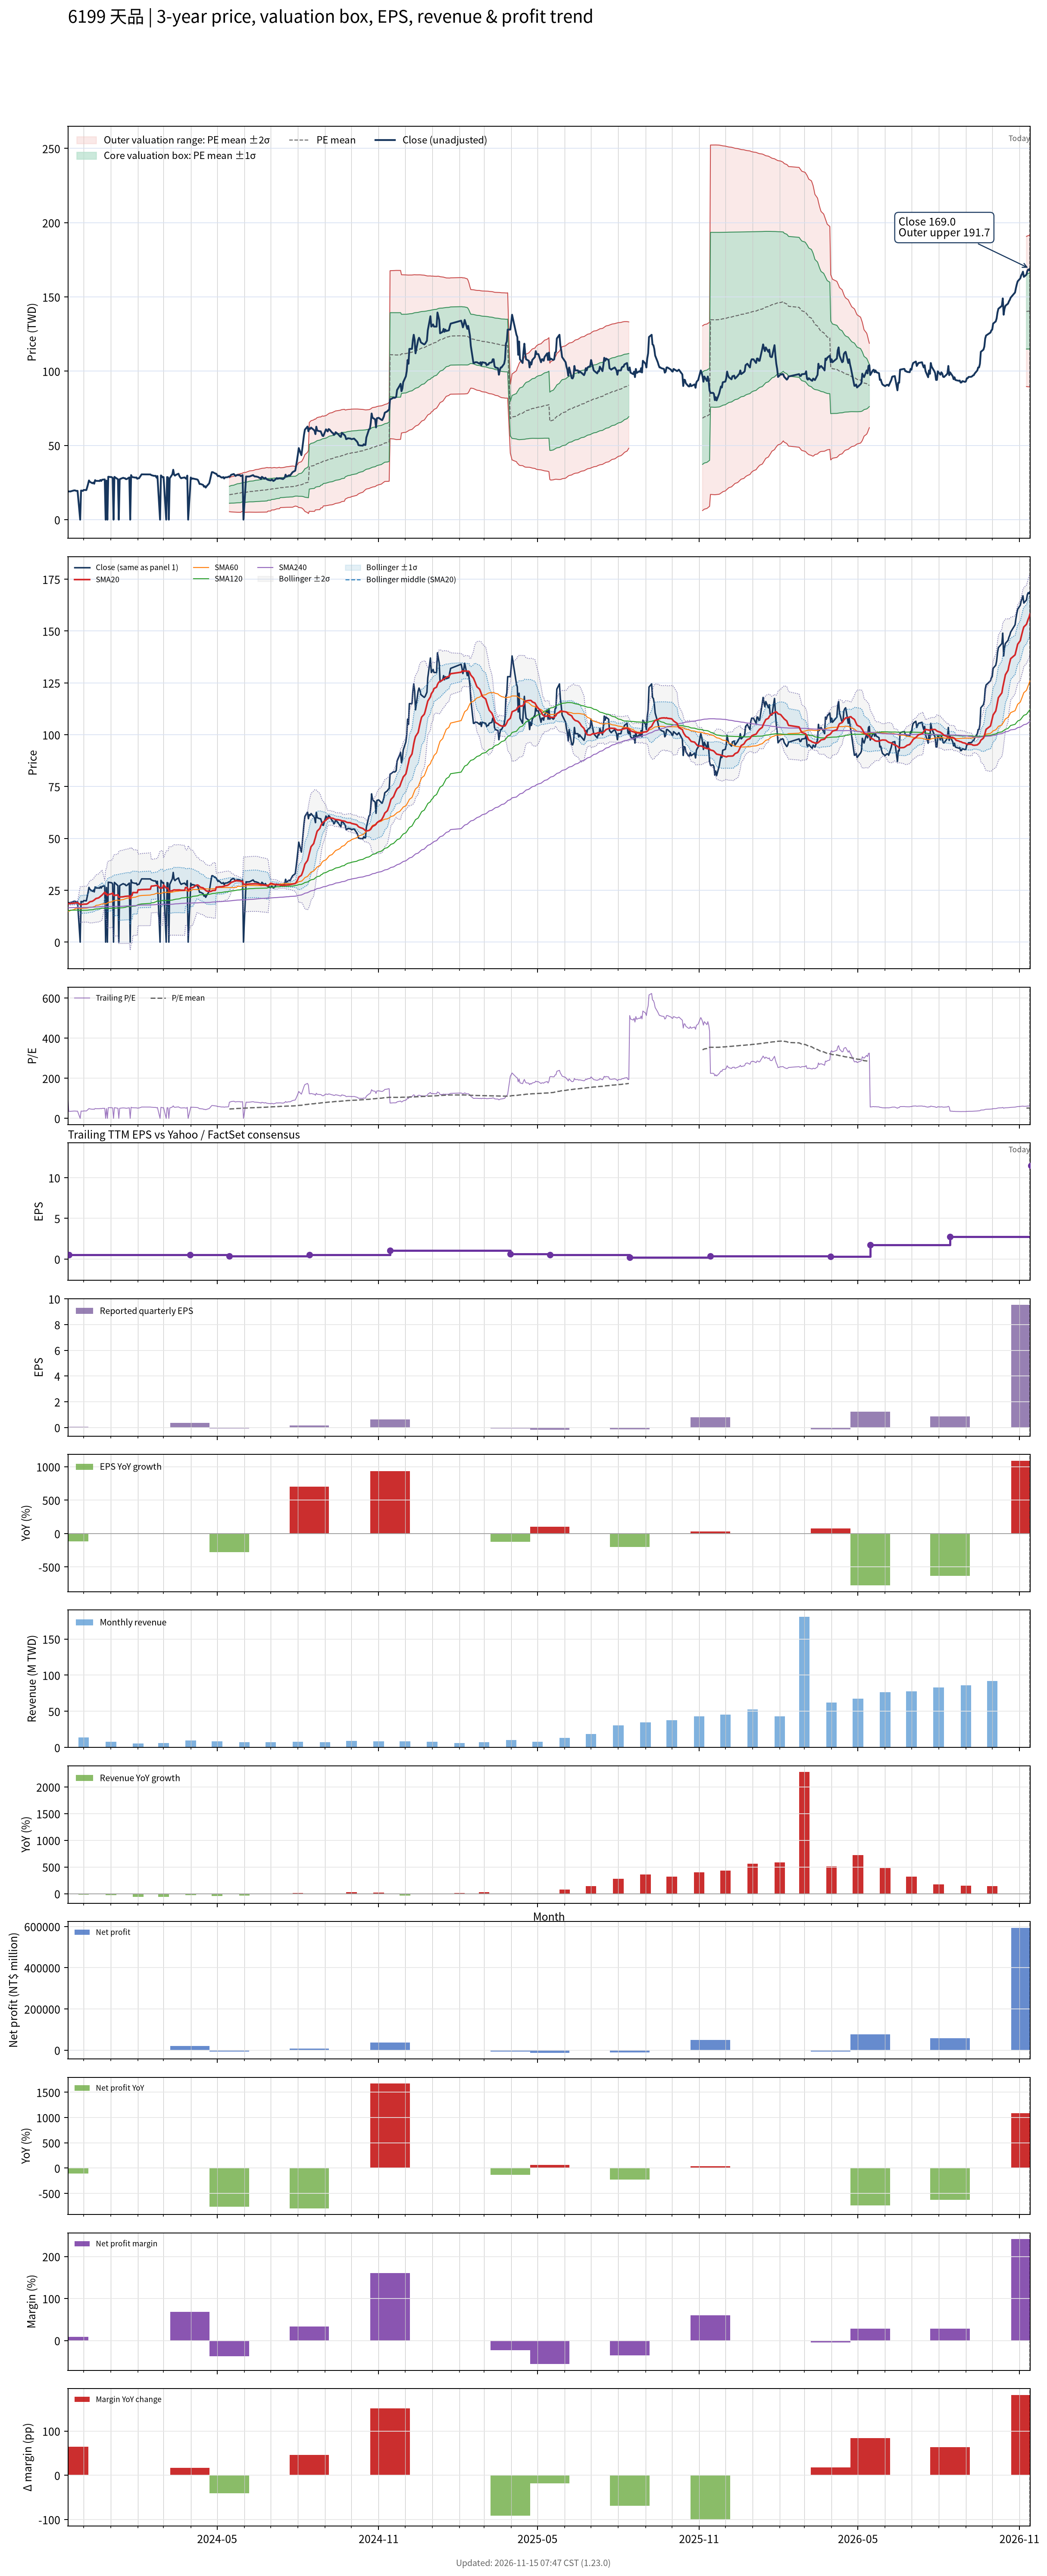 6199 天品 | 3-year price, valuation box, EPS, revenue & profit trend
Outer valuation range: PE mean ±2σ
PE mean
Close (unadjusted)
Core valuation box: PE mean ±1σ
Today
Close 169.0
Outer upper 191.7
Price (TWD)
250
200
150
100
50
0
Close (same as panel 1)
SMA20
SMA60
SMA120
SMA240
Bollinger ±2σ
Bollinger ±1σ
Bollinger middle (SMA20)
Price
175
150
125
100
75
50
25
0
Trailing P/E
P/E mean
P/E
600
400
200
0
Trailing TTM EPS vs Yahoo / FactSet consensus
Today
EPS
10
5
0
Reported quarterly EPS
EPS
10
8
6
4
2
0
EPS YoY growth
YoY (%)
1000
500
0
-500
Monthly revenue
Revenue (M TWD)
150
100
50
0
Revenue YoY growth
YoY (%)
2000
1500
1000
500
0
Month
Net profit
Net profit (NT$ million)
600000
400000
200000
0
Net profit YoY
YoY (%)
1500
1000
500
0
-500
Net profit margin
Margin (%)
200
100
0
Margin YoY change
Δ margin (pp)
100
0
-100
2024-05
2024-11
2025-05
2025-11
2026-05
2026-11
Updated: 2026-11-15 07:47 CST (1.23.0)